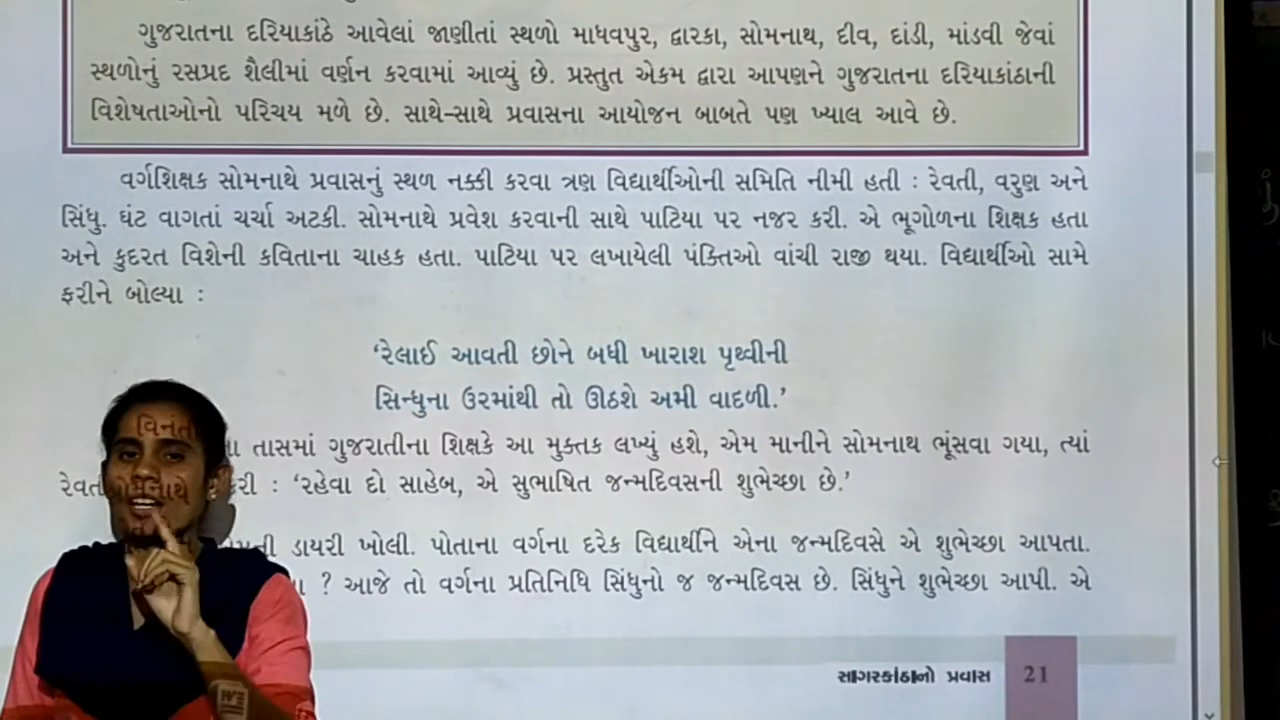 ગુજરાતના દરિયાકાંઠે આવેલાં જાણીતાં સ્થળો માધવપુર, દ્વારકા, સોમનાથ, દીવ, દાંડી, માંડવી જેવાં
સ્થળોનું રસપ્રદ શૈલીમાં વર્ણન કરવામાં આવ્યું છે. પ્રસ્તુત એકમ દ્વારા આપણને ગુજરાતના દરિયાકાંઠાની
વિશેષતાઓનો પરિચય મળે છે. સાથે-સાથે પ્રવાસના આયોજન બાબતે પણ ખ્યાલ આવે છે.
વર્ગશિક્ષક સોમનાથે પ્રવાસનું સ્થળ નક્કી કરવા ત્રણ વિદ્યાર્થીઓની સમિતિ નીમી હતી : રેવતી, વરુણ અને
સિંધુ. ઘંટ વાગતાં ચર્ચા અટકી. સોમનાથે પ્રવેશ કરવાની સાથે પાટિયા પર નજર કરી. એ ભૂગોળના શિક્ષક હતા
અને કુદરત વિશેની કવિતાના ચાહક હતા. પાટિયા પર લખાયેલી પંક્તિઓ વાંચી રાજી થયા. વિદ્યાર્થીઓ સામે
ફરીને બોલ્યા :
‘રેલાઈ આવતી છોને બધી ખારાશ પૃથ્વીની
સિન્ધુના ઉરમાંથી તો ઊઠશે અમી વાદળી.’
તાસમાં ગુજરાતીના શિક્ષકે આ મુક્તક લખ્યું હશે, એમ માનીને સોમનાથ ભૂંસવા ગયા, ત્યાં
: ‘રહેવા દો સાહેબ, એ સુભાષિત જન્મદિવસની શુભેચ્છા છે.’
ડાયરી ખોલી. પોતાના વર્ગના દરેક વિદ્યાર્થીને એના જન્મદિવસે એ શુભેચ્છા આપતા.
? આજે તો વર્ગના પ્રતિનિધિ સિંધુનો જ જન્મદિવસ છે. સિંધુને શુભેચ્છા આપી. એ
સાગરકાંઠાનો પ્રવાસ 21